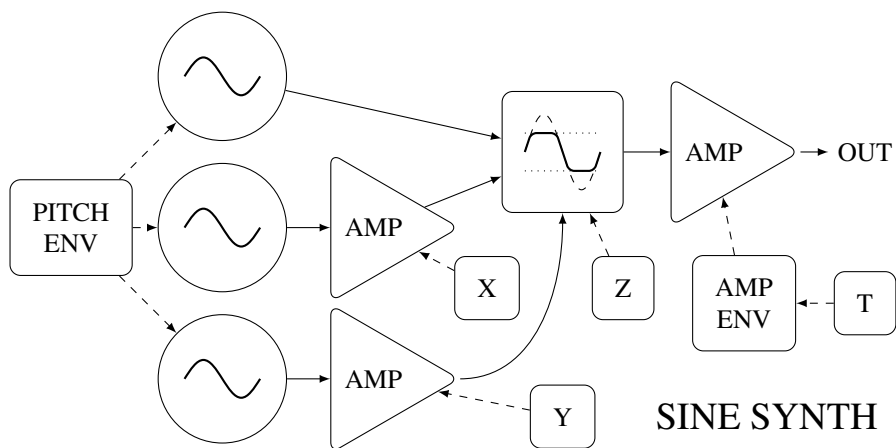 AMP
OUT
PITCH
ENV
AMP
X
Z
AMP
ENV
T
AMP
Y
SINE SYNTH